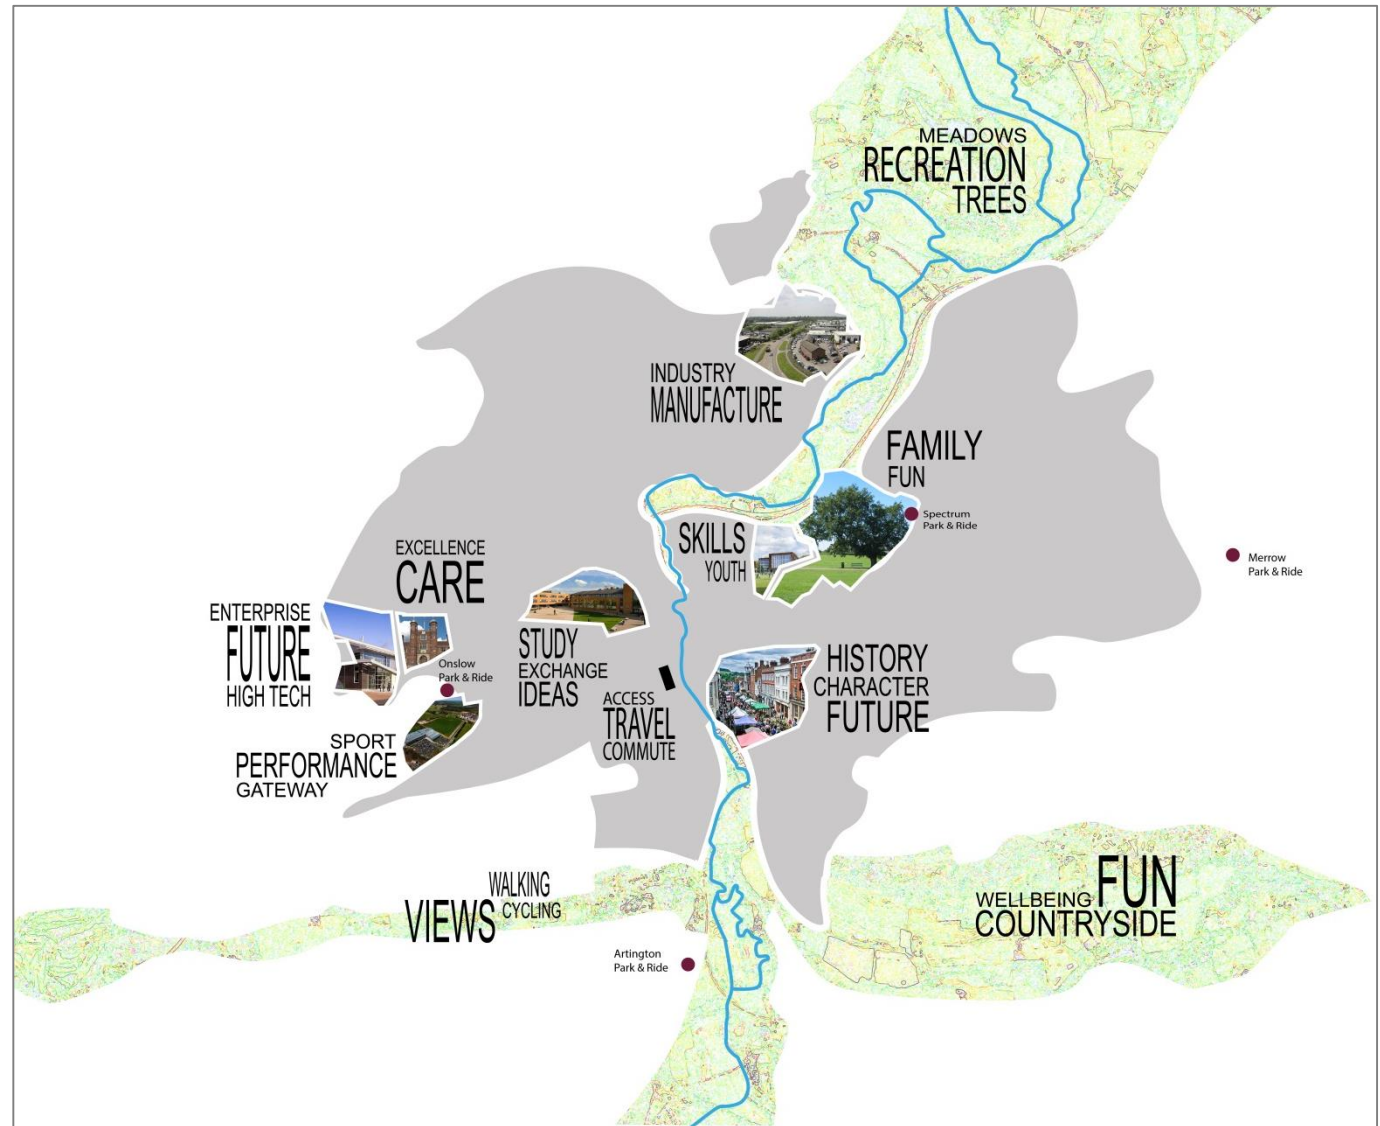 MEADOWS
RECREATION
TREES
INDUSTRY
MANUFACTURE
FAMILY
FUN
Spectrum
Park & Ride
SKILLS
YOUTH
Merrow
Park & Ride
EXCELLENCE
CARE
ENTERPRISE
FUTURE
HIGH TECH
Onslow
Park & Ride
STUDY
EXCHANGE
IDEAS
ACCESS
TRAVEL
COMMUTE
HISTORY
CHARACTER
FUTURE
SPORT
PERFORMANCE
GATEWAY
WALKING
VIEWS CYCLING
WELLBEING FUN
COUNTRYSIDE
Artington
Park & Ride